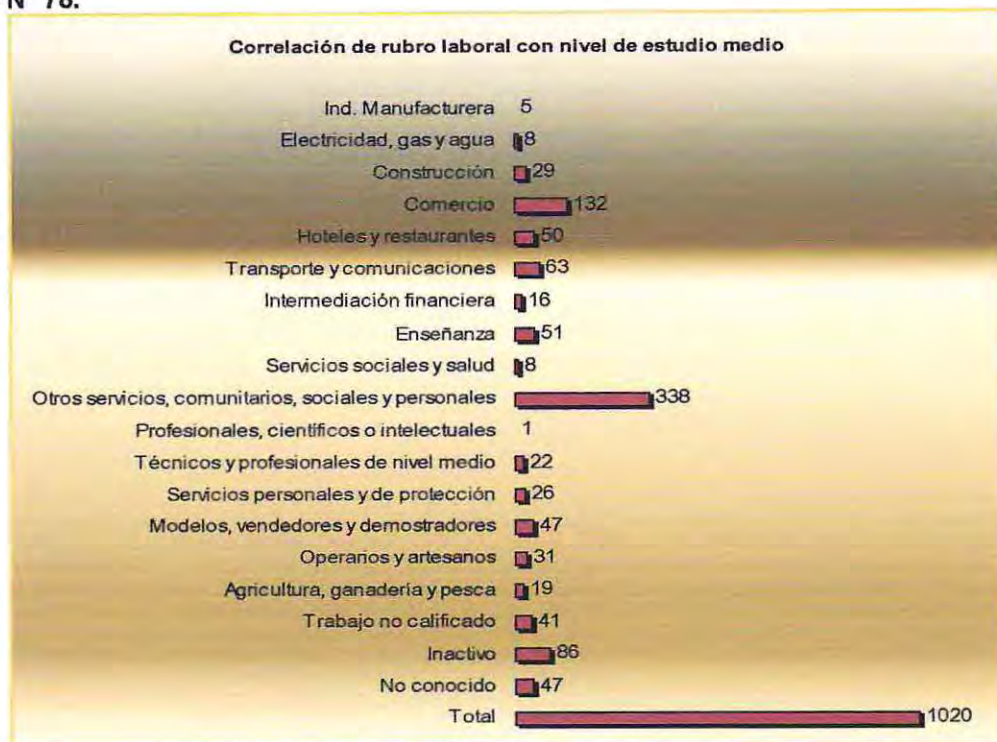 N° 78.
Correlación de rubro laboral con nivel de estudio medio
Ind. Manufacturera 5
Electricidad, gas y agua 8
Construcción 29
Comercio 132
Hoteles y restaurantes 50
Transporte y comunicaciones 63
Intermediación financiera 16
Enseñanza 51
Servicios sociales y salud 8
Otros servicios, comunitarios, sociales y personales 338
Profesionales, científicos o intelectuales 1
Técnicos y profesionales de nivel medio 22
Servicios personales y de protección 26
Modelos, vendedores y demostradores 47
Operarios y artesanos 31
Agricultura, ganadería y pesca 19
Trabajo no calificado 41
Inactivo 86
No conocido 47
Total 1020